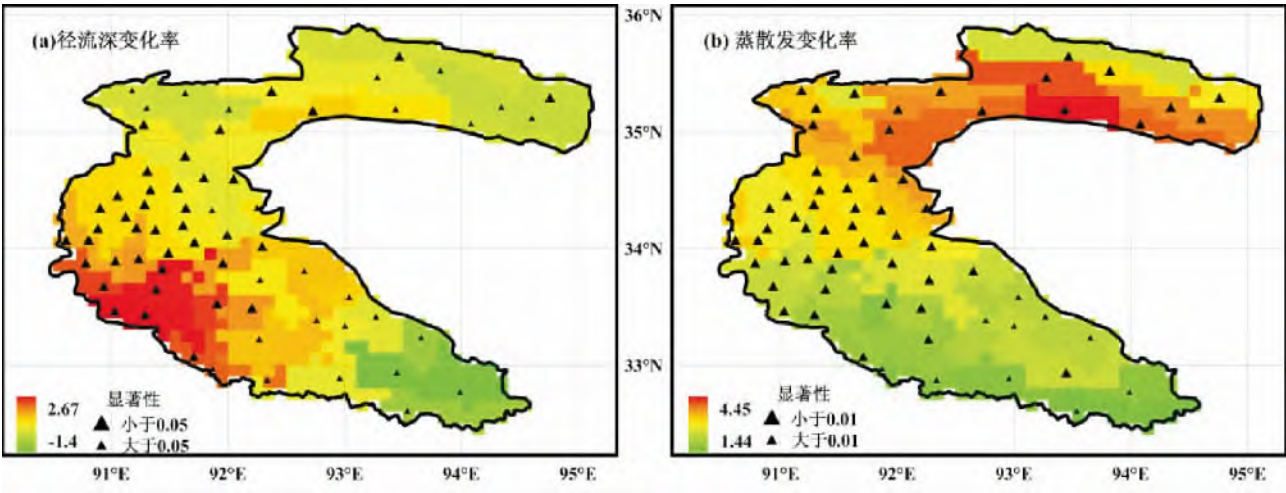 (a)径流深变化率
2.67
-1.4
显著性
小于0.05
大于0.05
91°E
92°E
93°E
94°E
95°E
36°N
35°N
34°N
33°N
(b) 蒸散发变化率
4.45
1.44
显著性
小于0.01
大于0.01
91°E
92°E
93°E
94°E
95°E